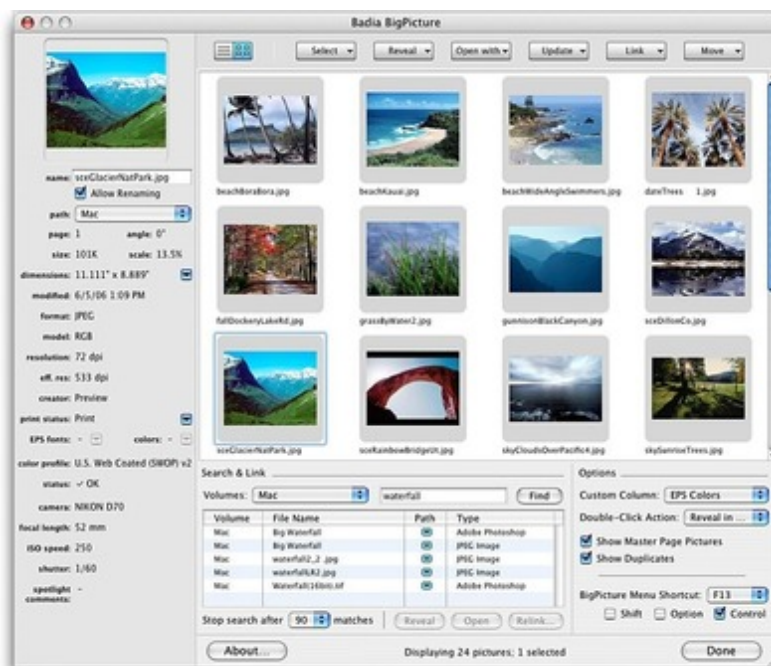 Badia BigPicture
Select
Reveal
Open with
Update
Link
Move
name: sceGlacierNatPark.jpg
Allow Renaming
path: Mac
page: 1 angle: 0°
size: 101K scale: 13.5%
dimensions: 11.111" x 8.889"
modified: 6/5/06 1:09 PM
format: JPEG
model: RGB
resolution: 72 dpi
eff. res: 533 dpi
creator: Preview
print status: Print
EPS fonts: - colors: -
color profile: U.S. Web Coated (SWOP) v2
status: ✓ OK
camera: NIKON D70
focal length: 52 mm
ISO speed: 250
shutter: 1/60
spotlight -
comments:
beachBoraBora.jpg
beachKauai.jpg
beachWideAngleSwimmers.jpg
dateTrees 1.jpg
fallDockeryLakeRd.jpg
grassByWater2.jpg
gunnisonBlackCanyon.jpg
sceDillonCo.jpg
sceGlacierNatPark.jpg
sceRainbowBridgeUt.jpg
skyCloudsOverPacific4.jpg
skySunriseTrees.jpg
Search & Link
Volumes: Mac waterfall Find
Volume File Name Path Type
Mac Big Waterfall Adobe Photoshop
Mac Big Waterfall JPEG Image
Mac waterfall2_2 .jpg JPEG Image
Mac JPEG Image
Mac Waterfall(16bit).tif Adobe Photoshop
Stop search after 90 matches Reveal Open Relink...
Options
Custom Column: EPS Colors
Double-Click Action: Reveal in ...
Show Master Page Pictures
Show Duplicates
BigPicture Menu Shortcut: F13
Shift Option Control
About... Displaying 24 pictures; 1 selected Done